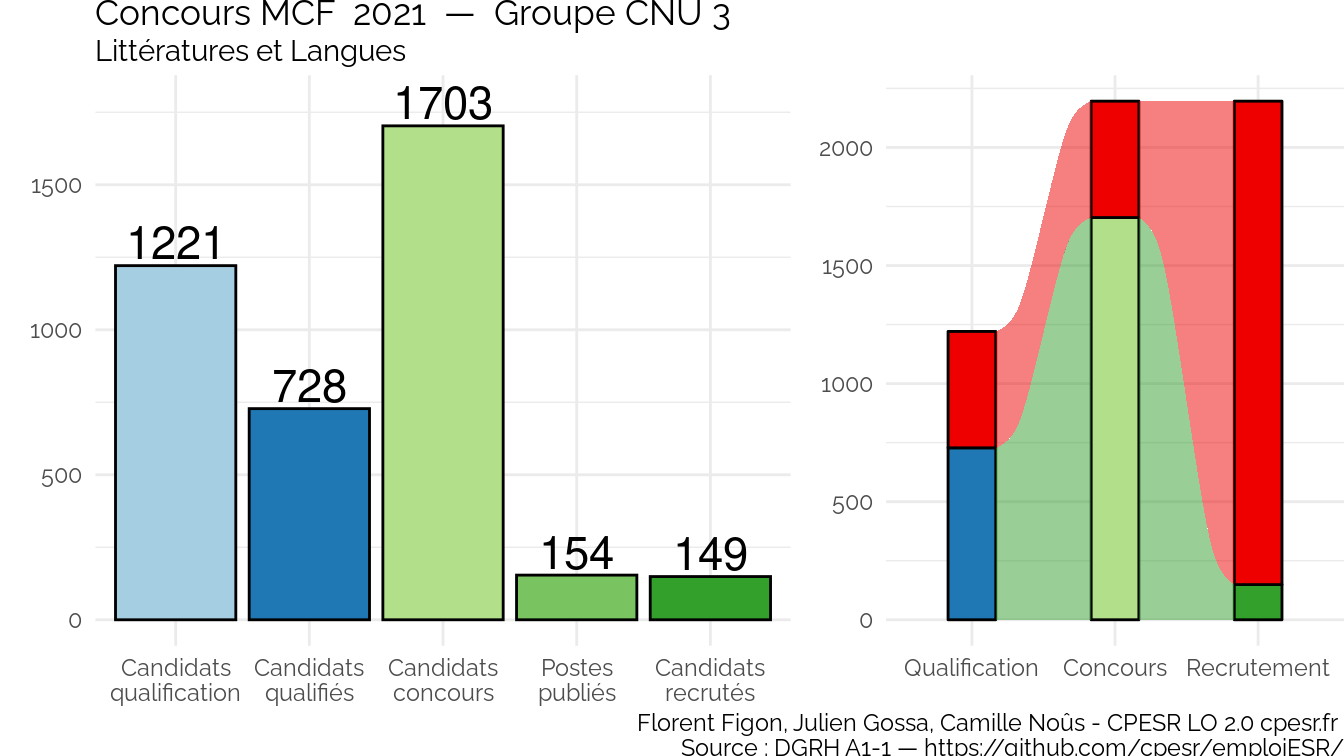 Concours MCF 2021 — Groupe CNU 3
Littératures et Langues
1703
1221
728
154
149
1500
1000
500
0
2000
1500
1000
500
0
Candidats qualification
Candidats qualifiés
Candidats concours
Postes publiés
Candidats recrutés
Qualification
Concours
Recrutement
Florent Figon, Julien Gossa, Camille Noûs - CPESR LO 2.0 cpesr.fr
Source : DGRH A1-1 — https://github.com/cpesr/emploiESR/